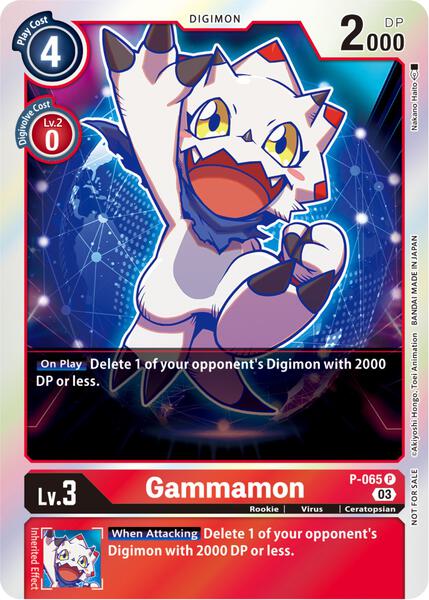 Play Cost
4
DIGIMON
DP
2000
Digivolve Cost
Lv.2
0
Nakano Haito
©Akiyoshi Hongo, Toei Animation BANDAI MADE IN JAPAN
NOT FOR SALE
On Play Delete 1 of your opponent's Digimon with 2000
DP or less.
P-065 P
03
Lv.3
Gammamon
Rookie | Virus | Ceratopsian
Inherited Effect
When Attacking Delete 1 of your opponent's
Digimon with 2000 DP or less.